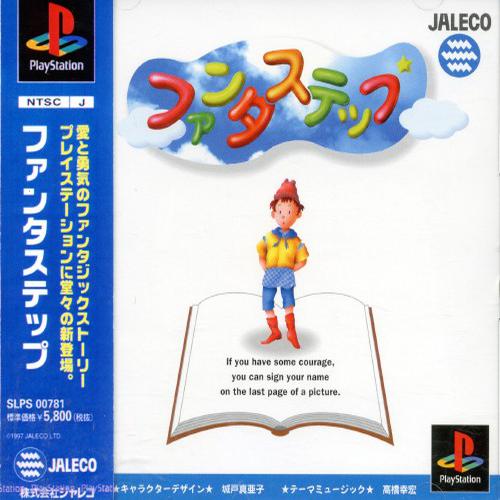 PlayStation
NTSC J
愛と勇気のファンタジックストーリー
プレイステーションに堂々の新登場。
ファンタステップ
SLPS 00781
標準価格¥5,800(税抜)
©1997 JALECO LTD.
JALECO
株式会社ジャレコ
JALECO
ファンタステップ
If you have some courage,
you can sign your name
on the last page of a picture.
PlayStation
★キャラクターデザイン★ 城戸真亜子 ★テーマミュージック★ 高橋幸宏